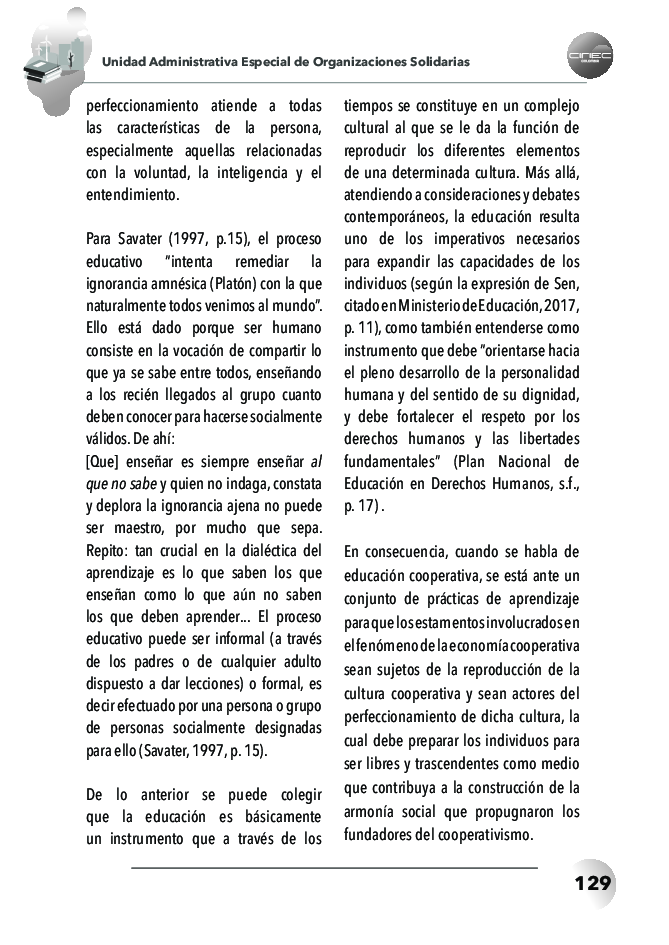 Unidad Administrativa Especial de Organizaciones Solidarias
CINEC
COLOMBIA
perfeccionamiento atiende a todas
las características de la persona,
especialmente aquellas relacionadas
con la voluntad, la inteligencia y el
entendimiento.
Para Savater (1997, p.15), el proceso
educativo "intenta remediar la
ignorancia amnésica (Platón) con la que
naturalmente todos venimos al mundo".
Ello está dado porque ser humano
consiste en la vocación de compartir lo
que ya se sabe entre todos, enseñando
a los recién llegados al grupo cuanto
deben conocer para hacerse socialmente
válidos. De ahí:
[Que] enseñar es siempre enseñar al
que no sabe y quien no indaga, constata
y deplora la ignorancia ajena no puede
ser maestro, por mucho que sepa.
Repito: tan crucial en la dialéctica del
aprendizaje es lo que saben los que
enseñan como lo que aún no saben
los que deben aprender... El proceso
educativo puede ser informal (a través
de los padres o de cualquier adulto
dispuesto a dar lecciones) o formal, es
decir efectuado por una persona o grupo
de personas socialmente designadas
para ello (Savater, 1997, p. 15).
De lo anterior se puede colegir
que la educación es básicamente
un instrumento que a través de los
tiempos se constituye en un complejo
cultural al que se le da la función de
reproducir los diferentes elementos
de una determinada cultura. Más allá,
atendiendo a consideraciones y debates
contemporáneos, la educación resulta
uno de los imperativos necesarios
para expandir las capacidades de los
individuos (según la expresión de Sen,
citado en Ministerio de Educación, 2017,
p. 11), como también entenderse como
instrumento que debe "orientarse hacia
el pleno desarrollo de la personalidad
humana y del sentido de su dignidad,
y debe fortalecer el respeto por los
derechos humanos y las libertades
fundamentales" (Plan Nacional de
Educación en Derechos Humanos, s.f.,
p. 17) .
En consecuencia, cuando se habla de
educación cooperativa, se está ante un
conjunto de prácticas de aprendizaje
para que los estamentos involucrados en
el fenómeno de la economía cooperativa
sean sujetos de la reproducción de la
cultura cooperativa y sean actores del
perfeccionamiento de dicha cultura, la
cual debe preparar los individuos para
ser libres y trascendentes como medio
que contribuya a la construcción de la
armonía social que propugnaron los
fundadores del cooperativismo.
129